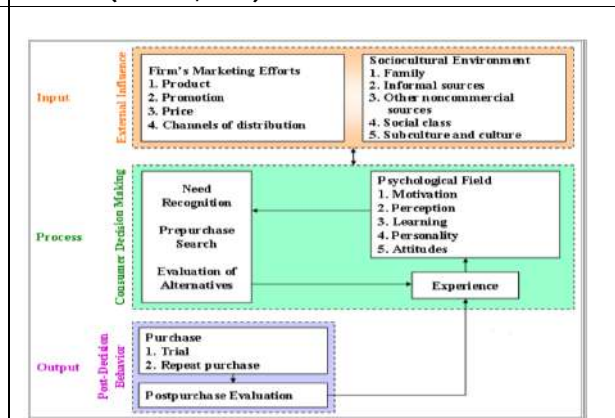 Input
External Influence
Firm's Marketing Efforts
1. Product
2. Promotion
3. Price
4. Channels of distribution
Sociocultural Environment
1. Family
2. Informal sources
3. Other noncommercial
sources
4. Social class
5. Subculture and culture
Process
Consumer Decision Making
Need
Recognition
Prepurchase
Search
Evaluation of
Alternatives
Psychological Field
1. Motivation
2. Perception
3. Learning
4. Personality
5. Attitudes
Experience
Output
Post-Decision
Behavior
Purchase
1. Trial
2. Repeat purchase
Postpurchase Evaluation